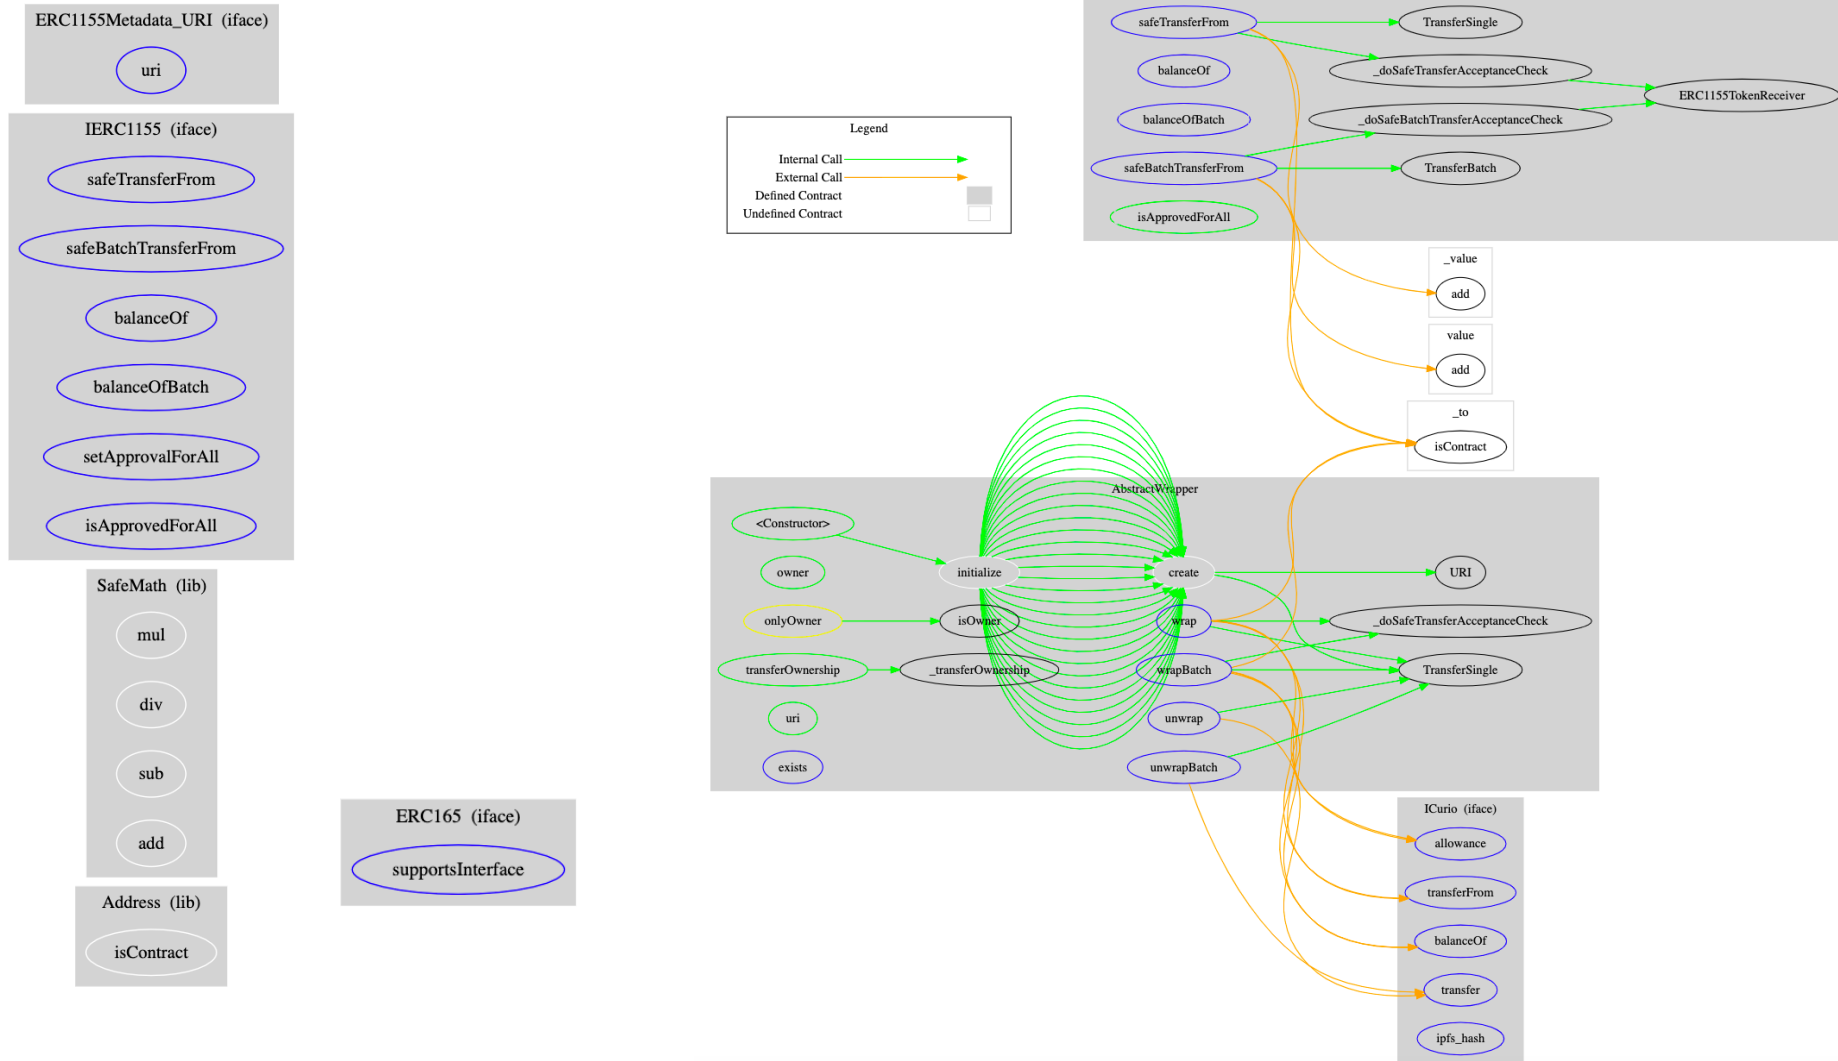 ERC1155Metadata_URI (iface)
uri
IERC1155 (iface)
safeTransferFrom
safeBatchTransferFrom
balanceOf
balanceOfBatch
setApprovalForAll
isApprovedForAll
SafeMath (lib)
mul
div
sub
add
Address (lib)
isContract
ERC165 (iface)
supportsInterface
Legend
Internal Call
External Call
Defined Contract
Undefined Contract
safeTransferFrom
TransferSingle
balanceOf
_doSafeTransferAcceptanceCheck
ERC1155TokenReceiver
balanceOfBatch
_doSafeBatchTransferAcceptanceCheck
safeBatchTransferFrom
TransferBatch
isApprovedForAll
_value
add
value
add
_to
isContract
AbstractWrapper
<Constructor>
owner
initialize
create
URI
onlyOwner
isOwner
wrap
_doSafeTransferAcceptanceCheck
transferOwnership
_transferOwnership
wrapBatch
TransferSingle
uri
unwrap
exists
unwrapBatch
ICurio (iface)
allowance
transferFrom
balanceOf
transfer
ipfs_hash